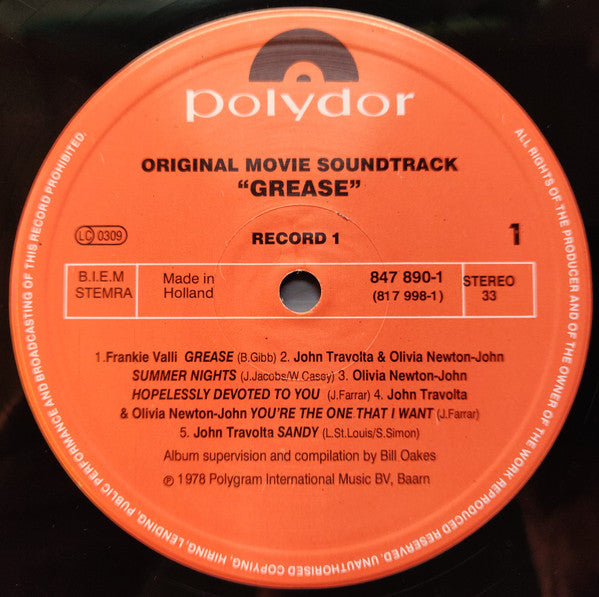 polydor
ORIGINAL MOVIE SOUNDTRACK
"GREASE"
LC 0309
RECORD 1
1
B.I.E.M
STEMRA
Made in
Holland
847 890-1
(817 998-1)
STEREO
33
1.Frankie Valli GREASE (B.Gibb) 2. John Travolta & Olivia Newton-John
SUMMER NIGHTS (J.Jacobs/W.Casey) 3. Olivia Newton-John
HOPELESSLY DEVOTED TO YOU (J.Farrar) 4. John Travolta
& Olivia Newton-John YOU'RE THE ONE THAT I WANT (J.Farrar)
5. John Travolta SANDY (L.St.Louis/S.Simon)
Album supervision and compilation by Bill Oakes
℗ 1978 Polygram International Music BV, Baarn
ALL RIGHTS OF THE PRODUCER AND OF THE OWNER OF THE WORK REPRODUCED RESERVED. UNAUTHORISED COPYING, HIRING, LENDING, PUBLIC PERFORMANCE AND BROADCASTING OF THIS RECORD PROHIBITED.